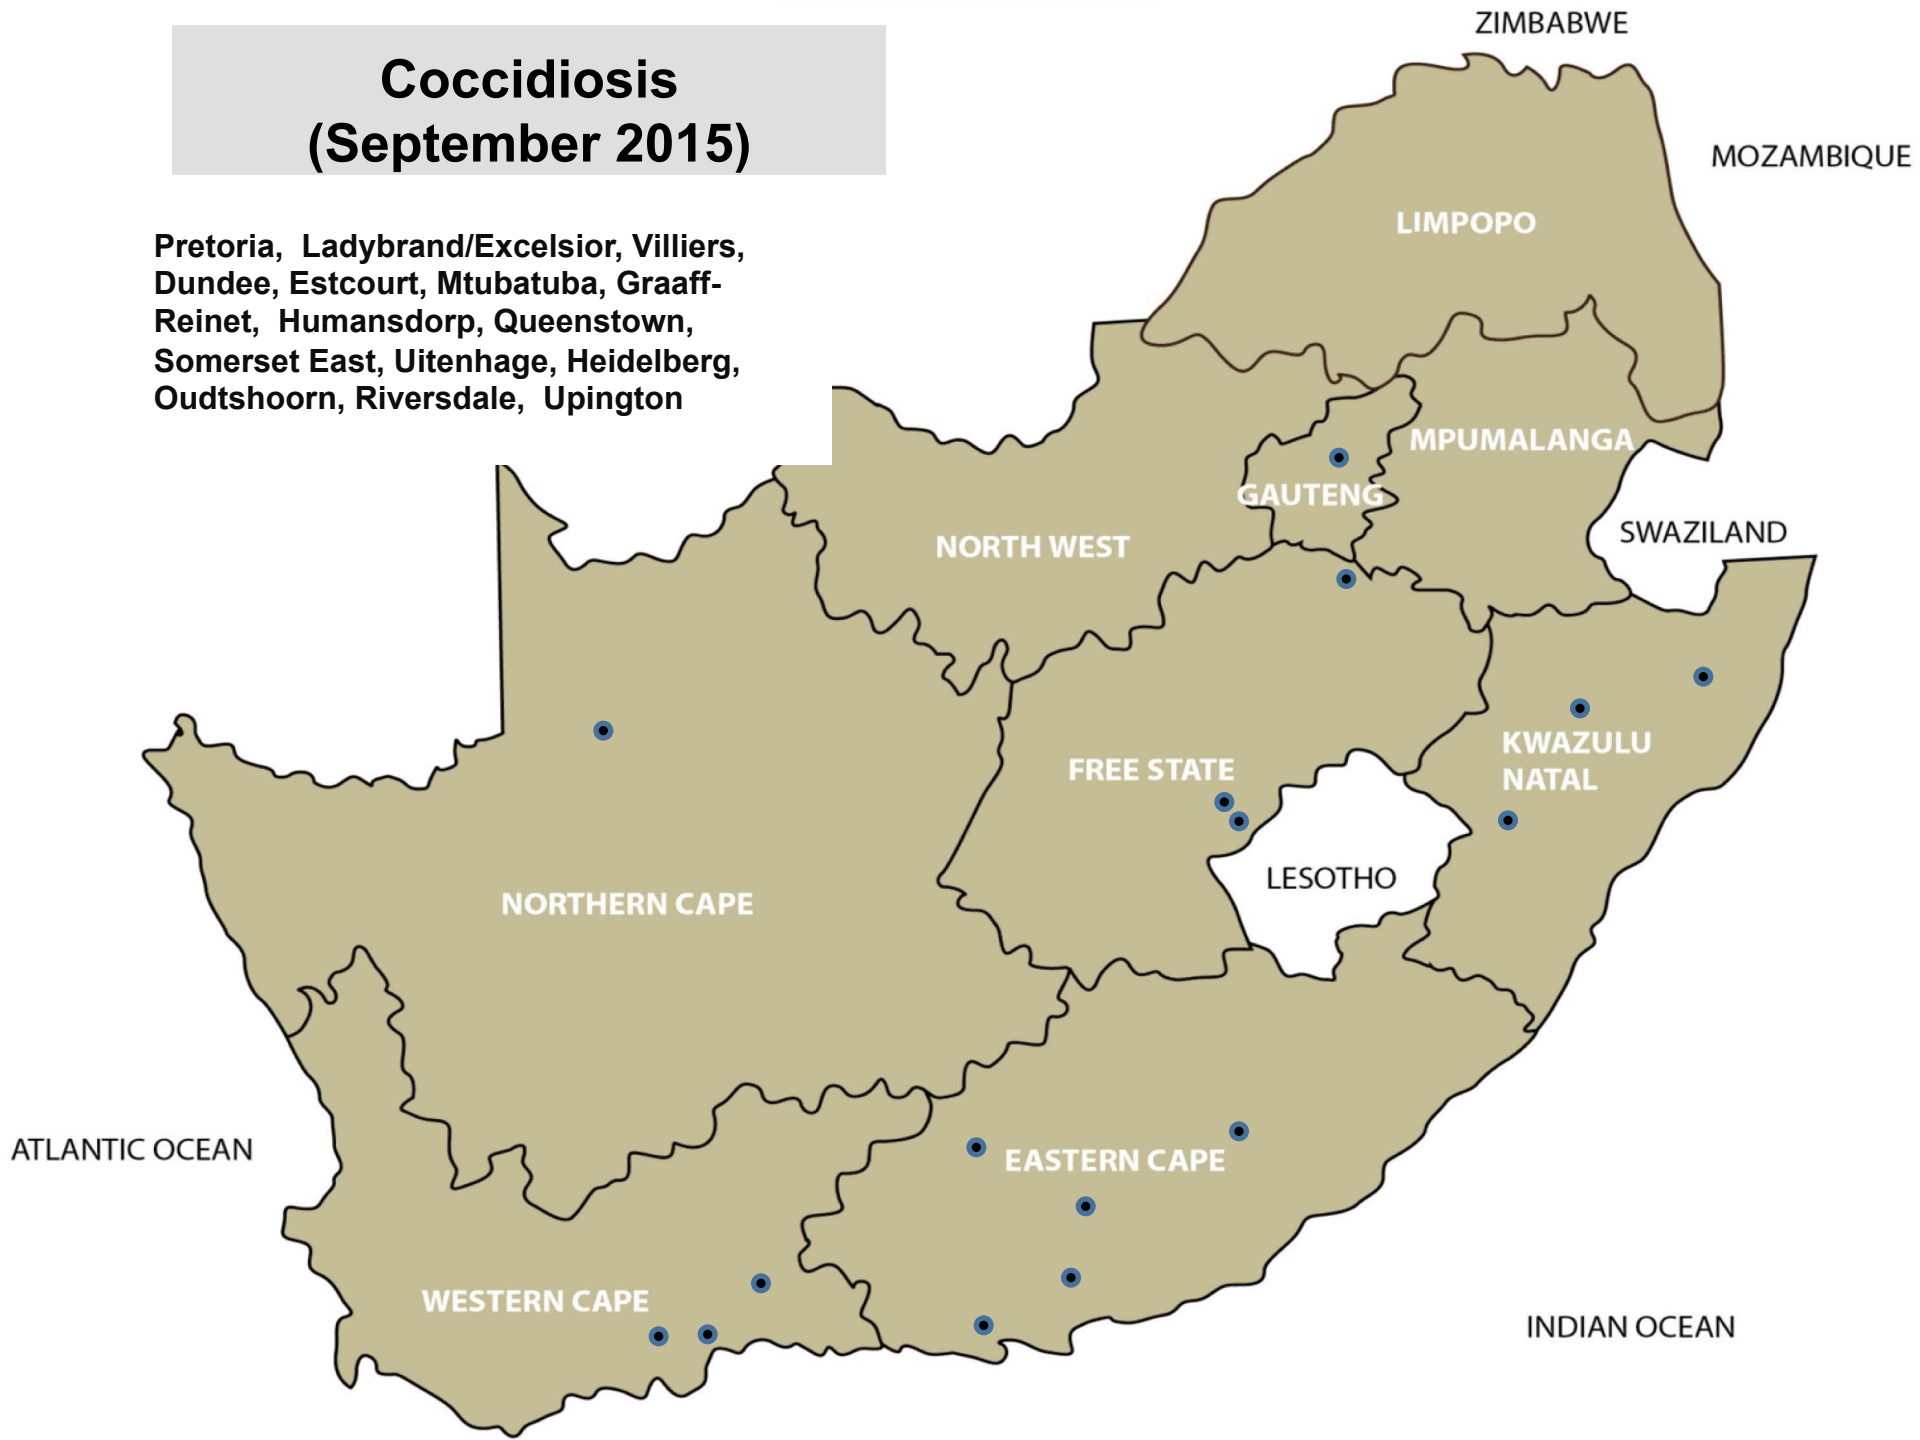 Coccidiosis
(September 2015)
Pretoria,  Ladybrand/Excelsior, Villiers,
Dundee, Estcourt, Mtubatuba, Graaff-
Reinet,  Humansdorp, Queenstown,
Somerset East, Uitenhage, Heidelberg,
Oudtshoorn, Riversdale,  Upington
ZIMBABWE
MOZAMBIQUE
LIMPOPO
MPUMALANGA
GAUTENG
SWAZILAND
NORTH WEST
KWAZULU
NATAL
FREE STATE
LESOTHO
NORTHERN CAPE
ATLANTIC OCEAN
EASTERN CAPE
WESTERN CAPE
INDIAN OCEAN